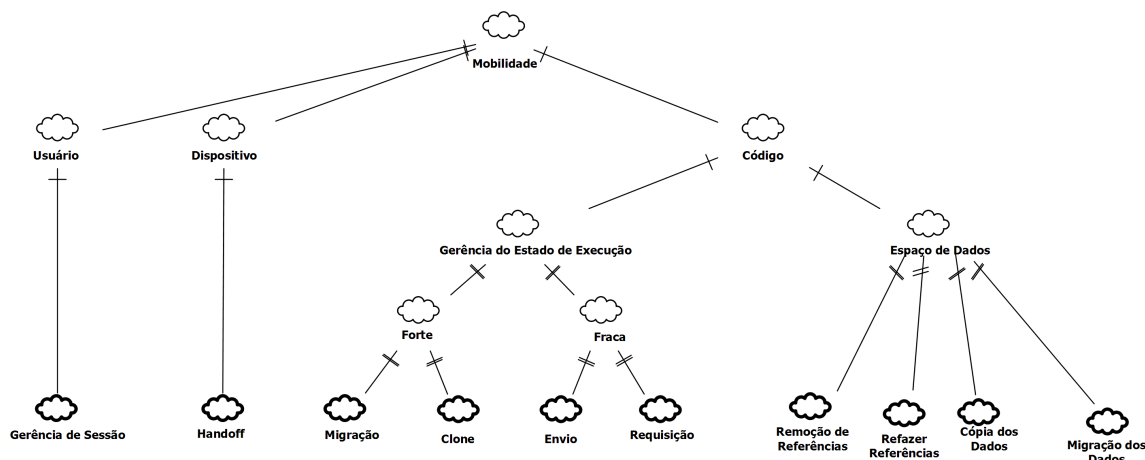 Mobilidade
Usuário
Dispositivo
Código
Gerência do Estado de Execução
Espaço de Dados
Forte
Fraca
Gerência de Sessão
Handoff
Migração
Clone
Envio
Requisição
Remoção de
Referências
Refazer
Referências
Cópia dos
Dados
Migração dos
Dados